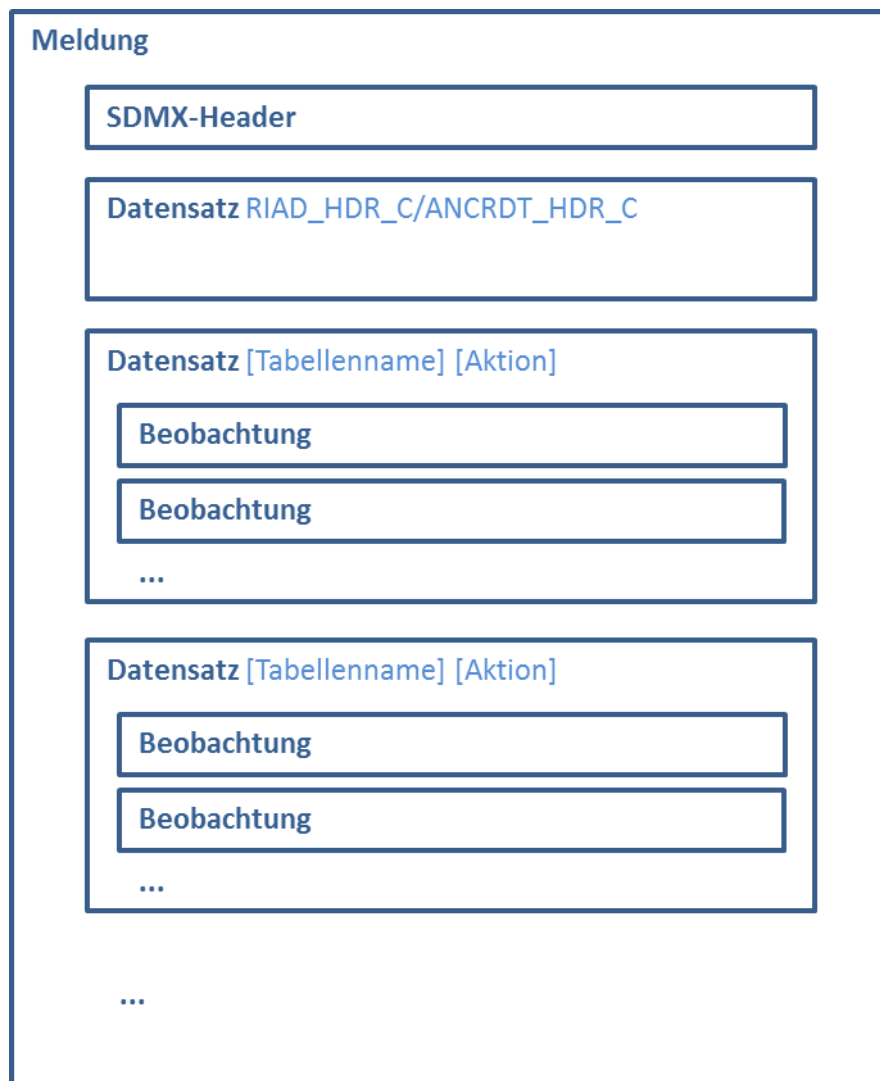 Meldung
SDMX-Header
Datensatz RIAD_HDR_C/ANCRDT_HDR_C
Datensatz [Tabellenname] [Aktion]
Beobachtung
Beobachtung
...
Datensatz [Tabellenname] [Aktion]
Beobachtung
Beobachtung
...
...